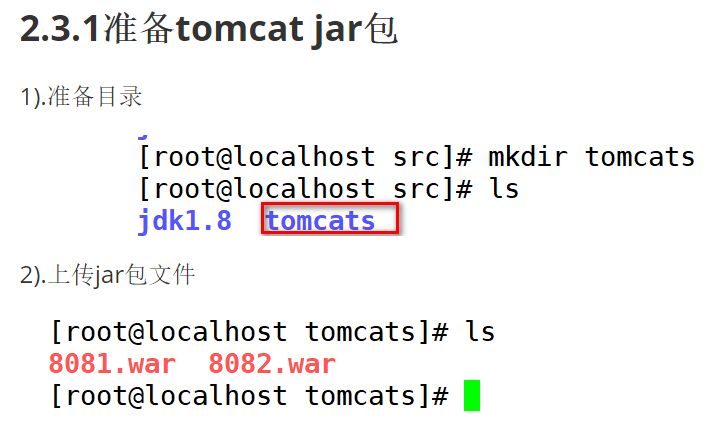 2.3.1准备tomcat jar包
1).准备目录
[root@localhost src]# mkdir tomcats
[root@localhost src]# ls
jdk1.8 tomcats
2).上传jar包文件
[root@localhost tomcats]# ls
8081.war 8082.war
[root@localhost tomcats]#